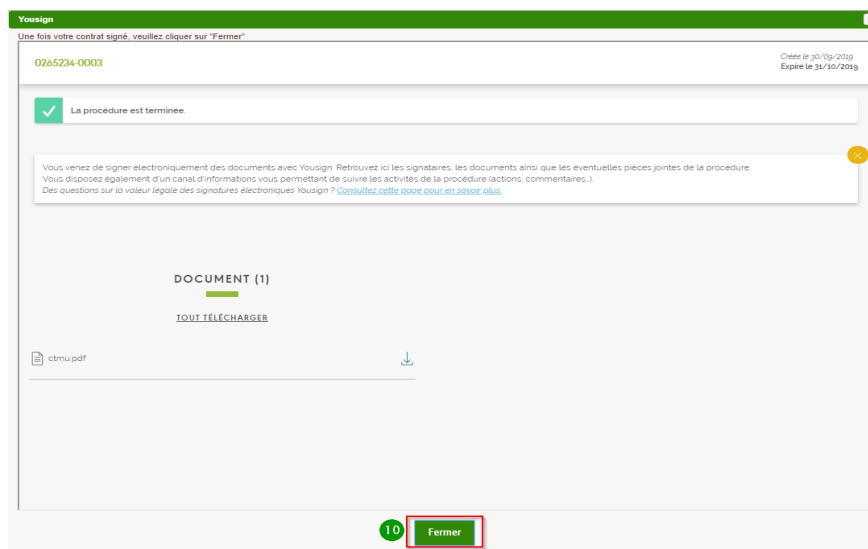 Yousign
Une fois votre contrat signé, veuillez cliquer sur "Fermer"
0265234-0003
Créée le 30/09/2019
Expire le 31/10/2019
La procédure est terminée.
Vous venez de signer électroniquement des documents avec Yousign. Retrouvez ici les signataires, les documents ainsi que les éventuelles pièces jointes de la procédure.
Vous disposez également d'un canal d'informations vous permettant de suivre les activités de la procédure (actions, commentaires...).
Des questions sur la valeur légale des signatures électroniques Yousign ? Consultez cette page pour en savoir plus.
DOCUMENT (1)
TOUT TÉLÉCHARGER
ctmu.pdf
10 Fermer